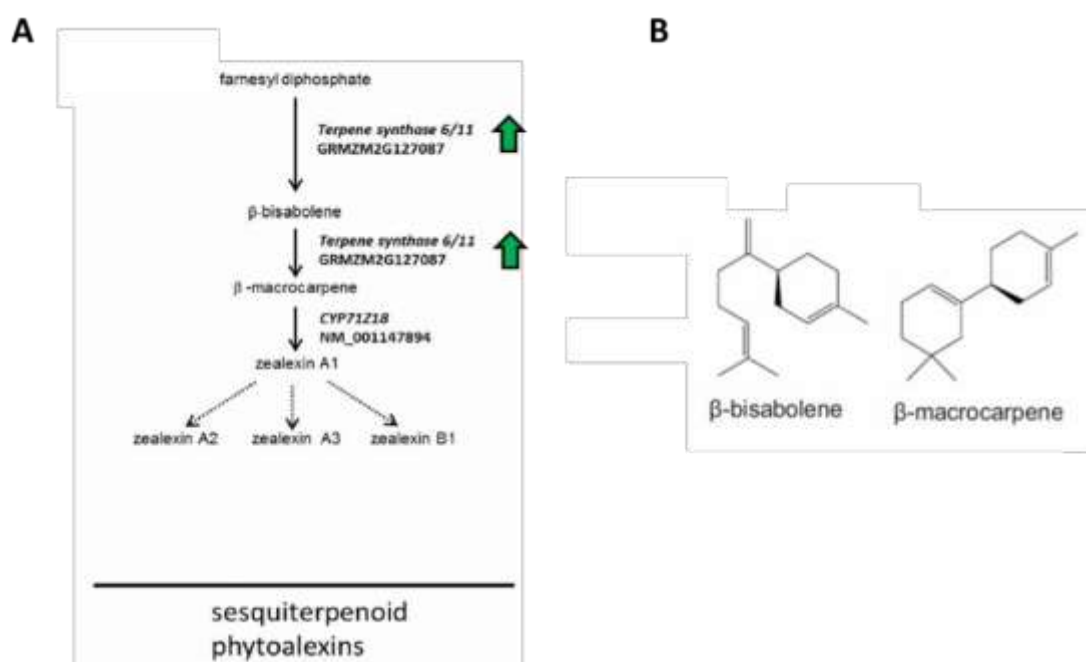 A
farnesyl diphosphate
Terpene synthase 6/11
GRMZM2G127087
β-bisabolene
Terpene synthase 6/11
GRMZM2G127087
β -macrocarpene
CYP71Z18
NM_001147894
zealexin A1
zealexin A2 zealexin A3 zealexin B1
sesquiterpenoid
phytoalexins
B
β-bisabolene β-macrocarpene